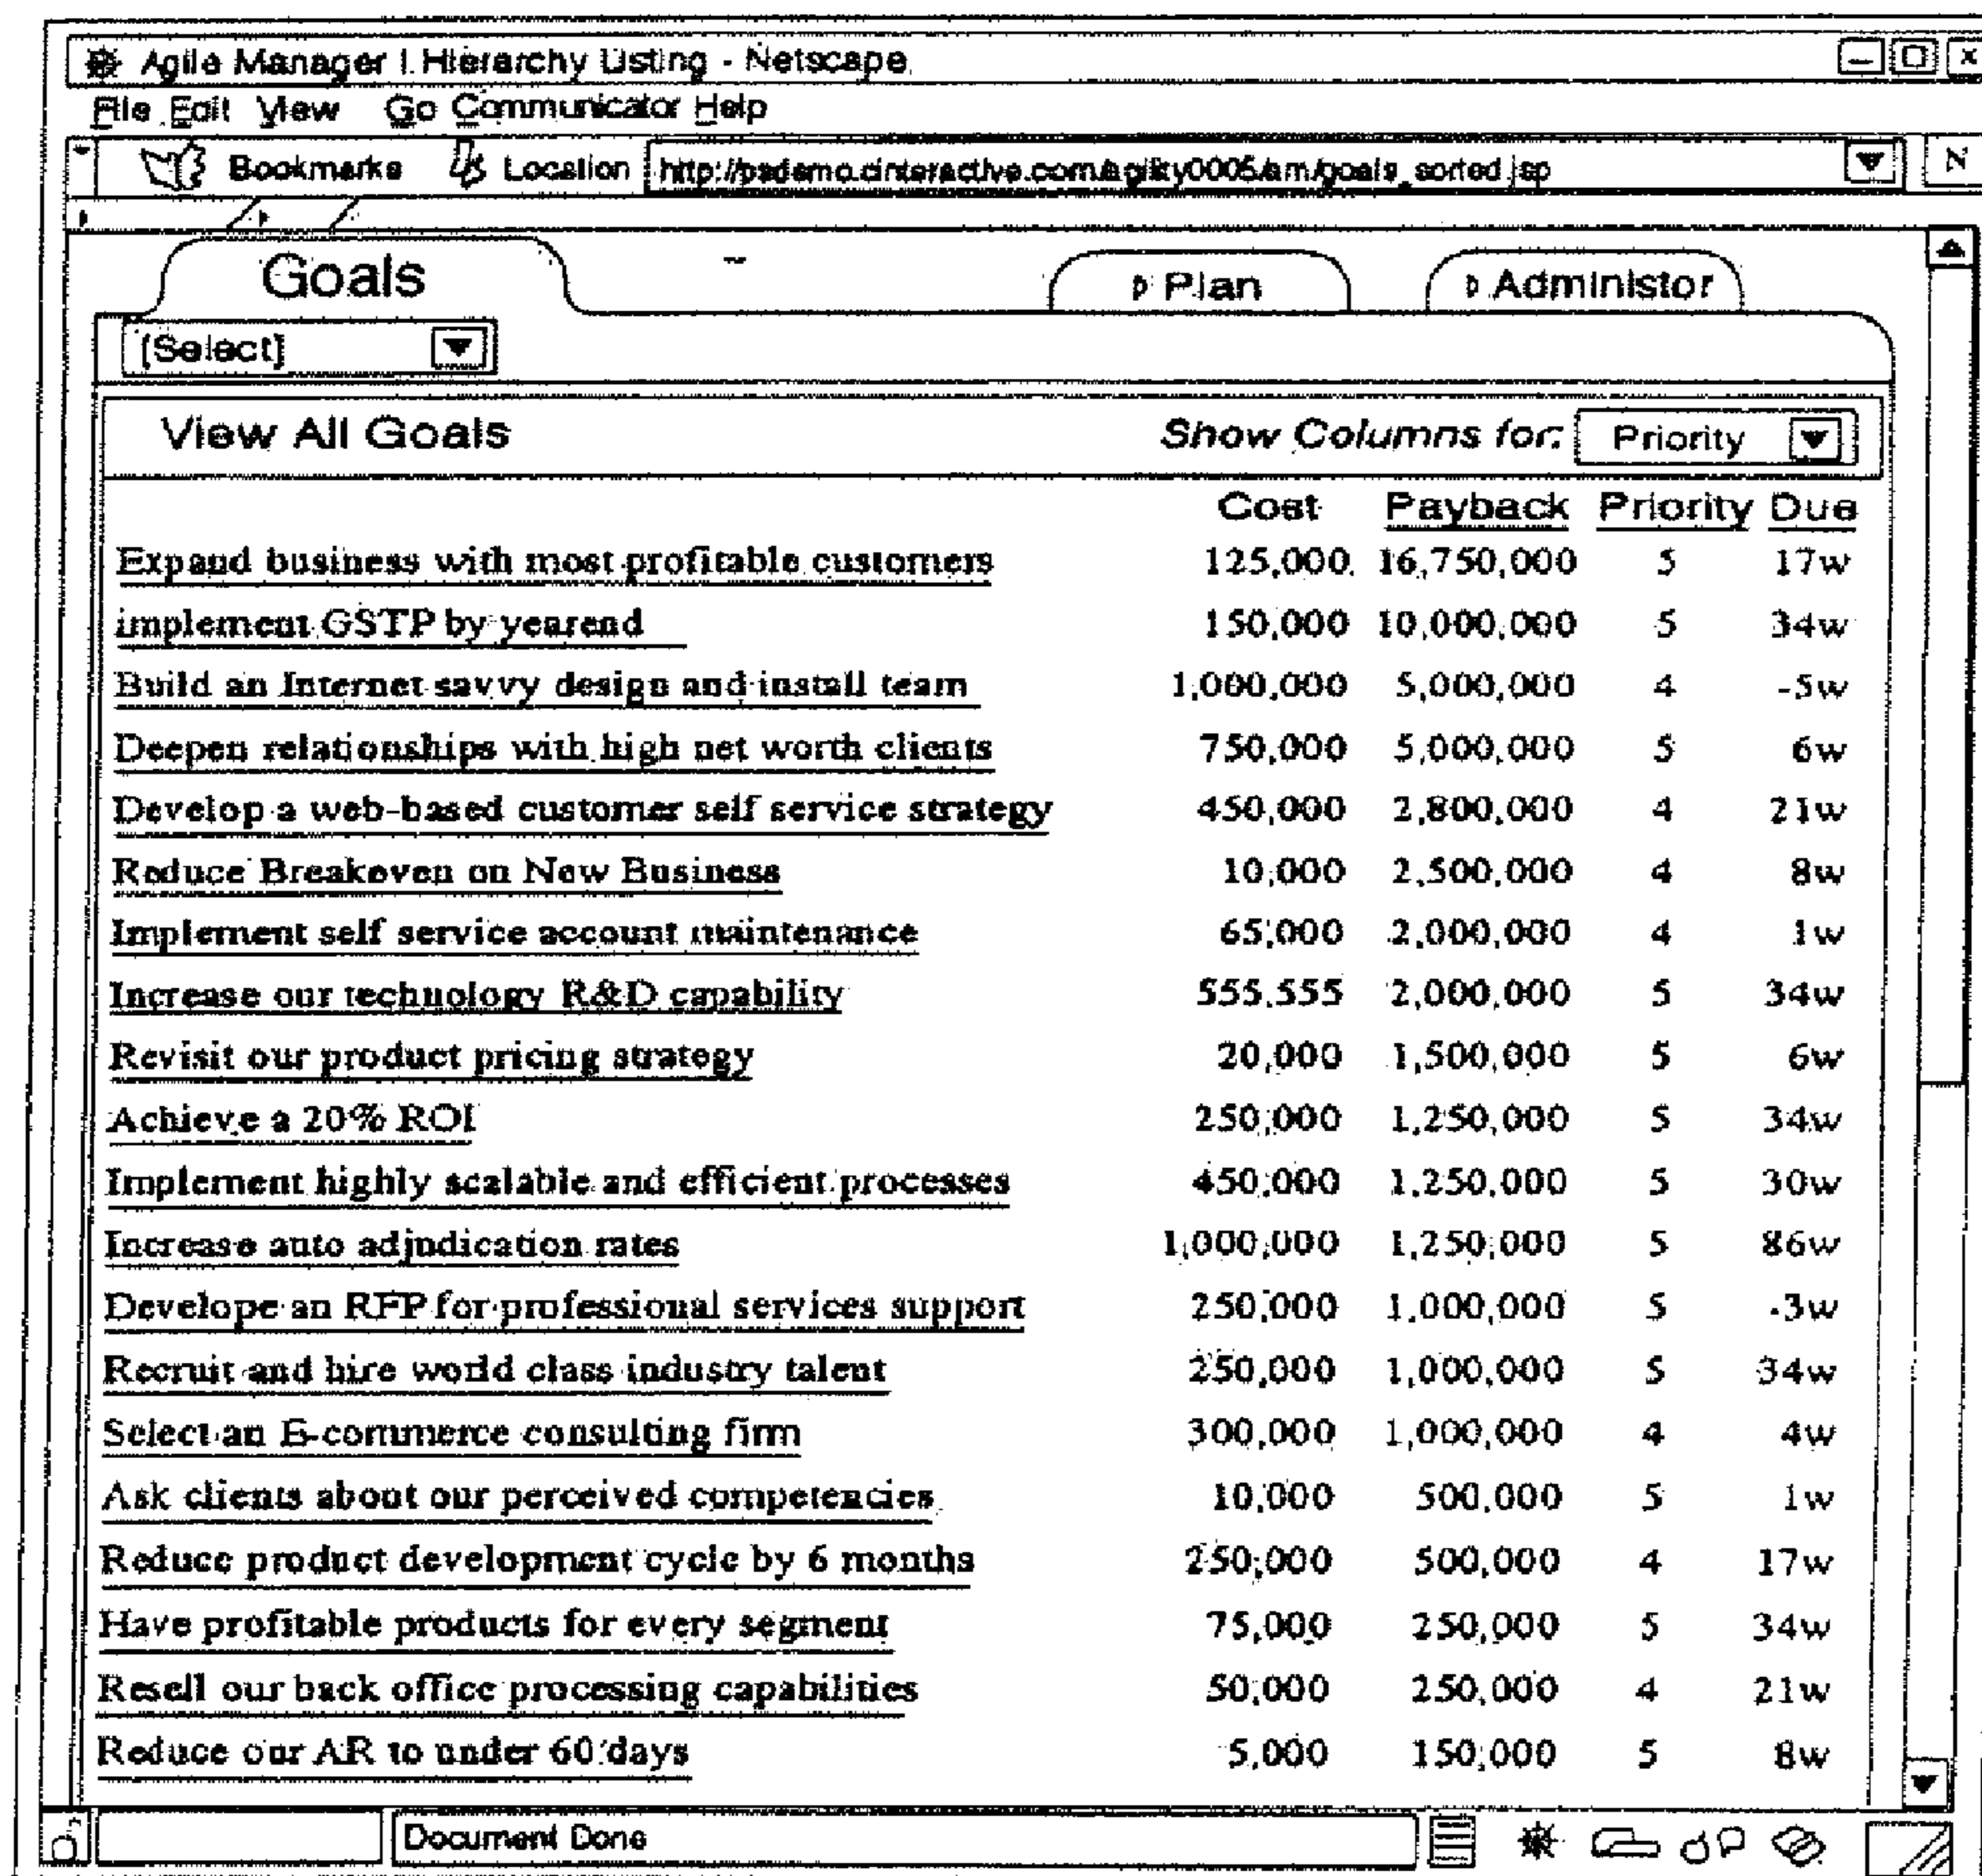 Agile Manager | Hierarchy Listing - Netscape
File Edit View Go Communicator Help
Bookmarks Location http://psdemo.cinteractive.com/agility0005/am/goals_sorted.jsp N
Goals Plan Administor
[Select]
View All Goals Show Columns for: Priority
Cost Payback Priority Due
Expand business with most profitable customers 125,000 16,750,000 5 17w
implement GSTP by yearend 150,000 10,000,000 5 34w
Build an Internet savvy design and install team 1,000,000 5,000,000 4 -5w
Deepen relationships with high net worth clients 750,000 5,000,000 5 6w
Develop a web-based customer self service strategy 450,000 2,800,000 4 21w
Reduce Breakeven on New Business 10,000 2,500,000 4 8w
Implement self service account maintenance 65,000 2,000,000 4 1w
Increase our technology R&D capability 555,555 2,000,000 5 34w
Revisit our product pricing strategy 20,000 1,500,000 5 6w
Achieve a 20% ROI 250,000 1,250,000 5 34w
Implement highly scalable and efficient processes 450,000 1,250,000 5 30w
Increase auto adjudication rates 1,000,000 1,250,000 5 86w
Develope an RFP for professional services support 250,000 1,000,000 5 -3w
Recruit and hire world class industry talent 250,000 1,000,000 5 34w
Select an E-commerce consulting firm 300,000 1,000,000 4 4w
Ask clients about our perceived competencies 10,000 500,000 5 1w
Reduce product development cycle by 6 months 250,000 500,000 4 17w
Have profitable products for every segment 75,000 250,000 5 34w
Resell our back office processing capabilities 50,000 250,000 4 21w
Reduce our AR to under 60 days 5,000 150,000 5 8w
Document Done